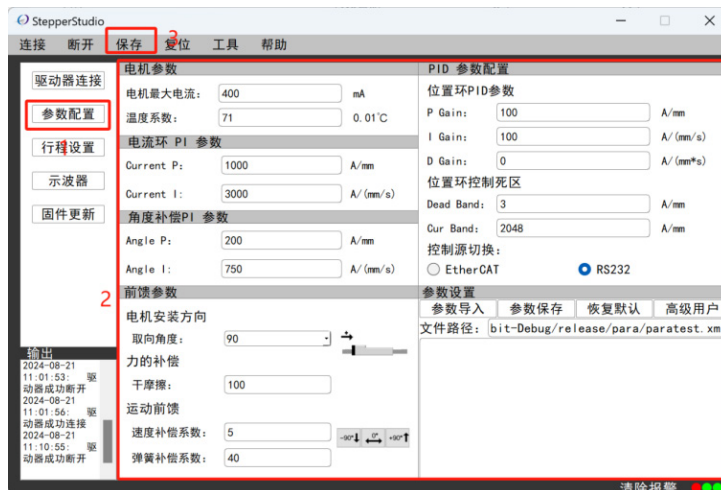 StepperStudio
连接 断开 保存 复位 工具 帮助
3
驱动器连接
参数配置
1
行程设置
示波器
固件更新
2
输出
2024-08-21
11:01:53: 驱
动器成功断开
2024-08-21
11:01:56: 驱
动器成功连接
2024-08-21
11:10:55: 驱
动器成功断开
电机参数
电机最大电流: 400 mA
温度系数: 71 0.01℃
电流环 PI 参数
Current P: 1000 A/mm
Current I: 3000 A/(mm/s)
角度补偿PI 参数
Angle P: 200 A/mm
Angle I: 750 A/(mm/s)
前馈参数
电机安装方向
取向角度: 90
力的补偿
干摩擦: 100
运动前馈
速度补偿系数: 5
-90° 0° +90°
弹簧补偿系数: 40
PID 参数配置
位置环PID参数
P Gain: 100 A/mm
I Gain: 100 A/(mm/s)
D Gain: 0 A/(mm*s)
位置环控制死区
Dead Band: 3 A/mm
Cur Band: 2048 A/mm
控制源切换:
EtherCAT RS232
参数设置
参数导入 参数保存 恢复默认 高级用户
文件路径: bit-Debug/release/para/paratest.xm
清除报警